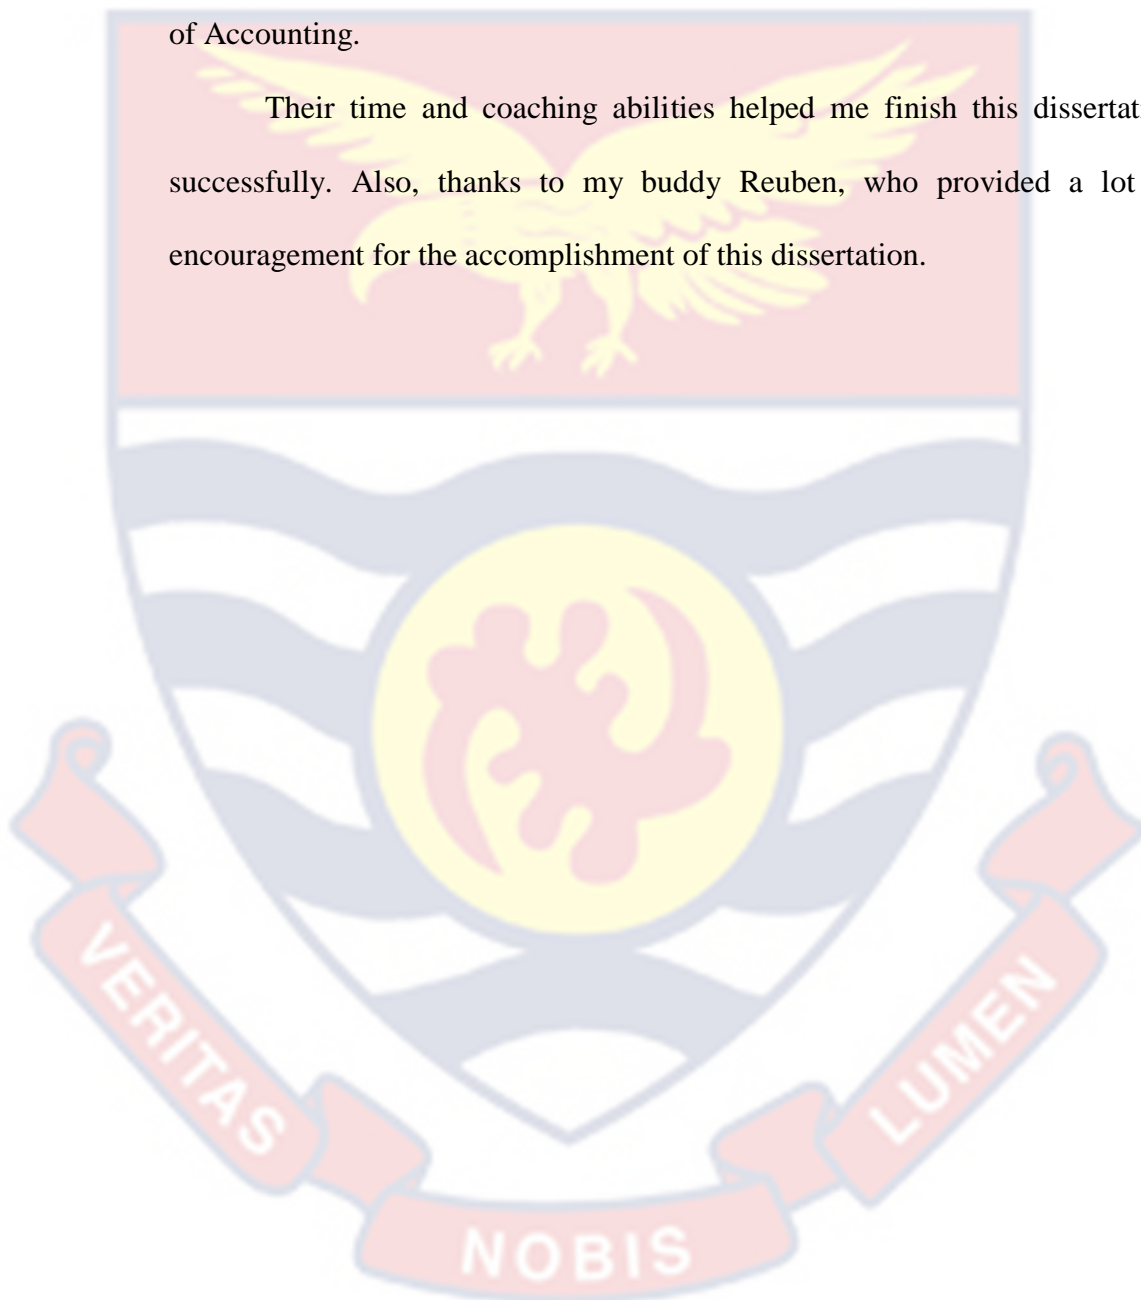 of Accounting.
Their time and coaching abilities helped me finish this dissertati
successfully. Also, thanks to my buddy Reuben, who provided a lot
encouragement for the accomplishment of this dissertation.
VERITAS
NOBIS
LUMEN